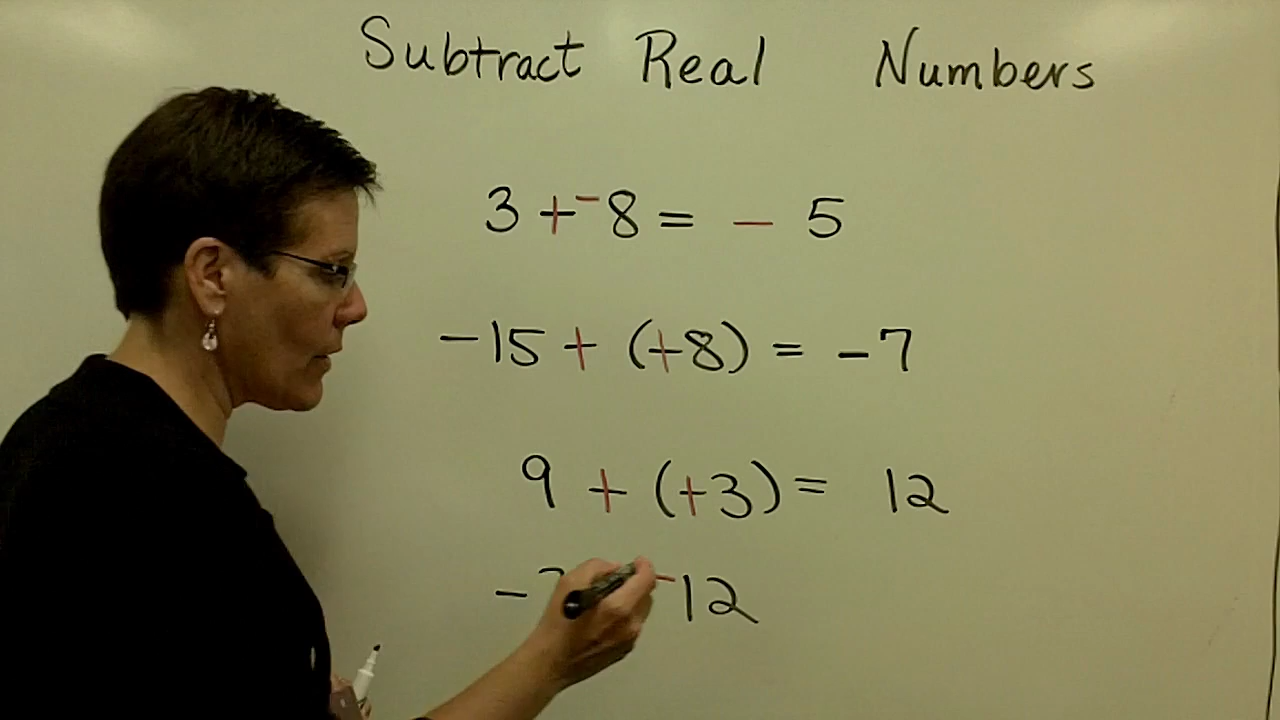 Subtract Real Numbers
3 + ⁻8 = - 5
-15 + (+8) = -7
9 + (+3) = 12
- ⁻12